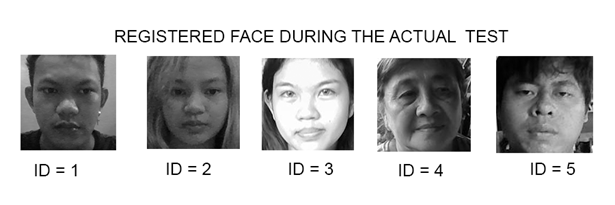 REGISTERED FACE DURING THE ACTUAL TEST
ID = 1 ID = 2 ID = 3 ID = 4 ID = 5